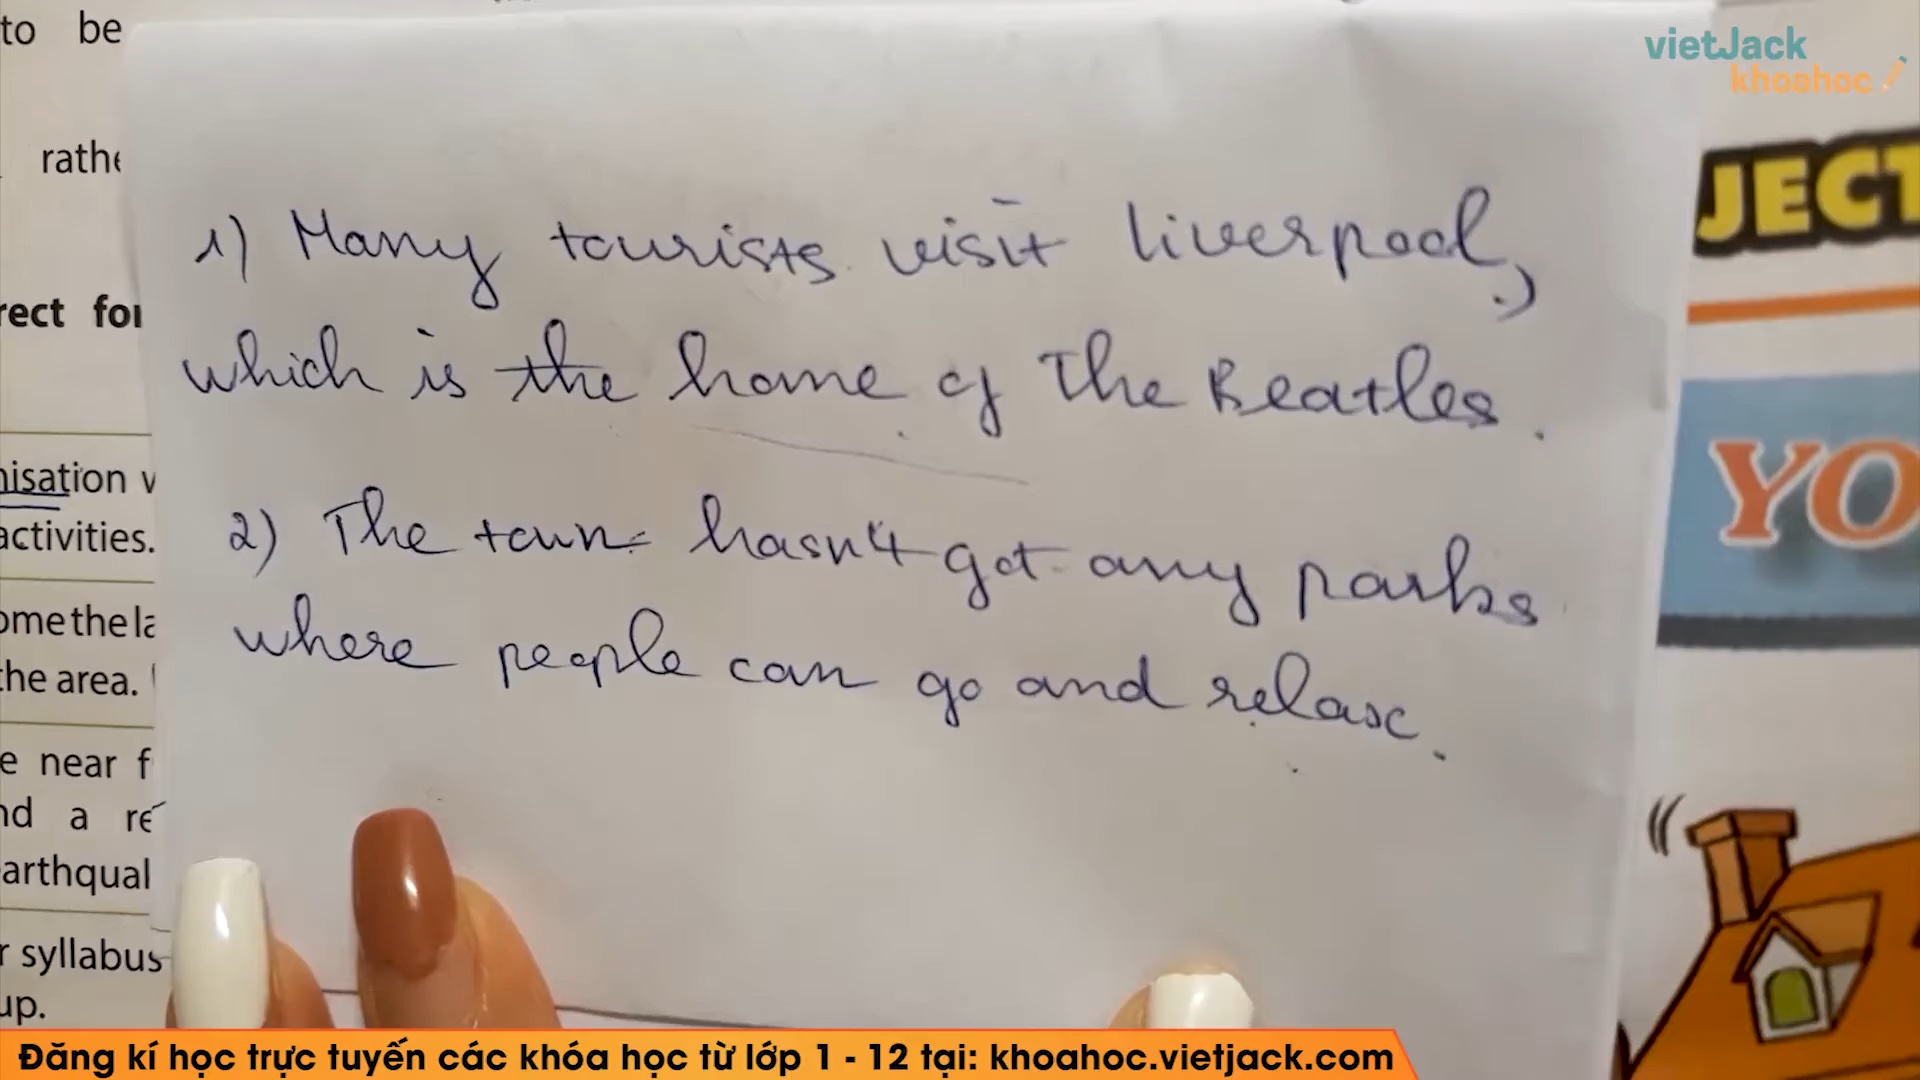 to be
rathe
rect for
nisation v
activities.
ome the la
the area.
e near f
nd a re
arthqual
r syllabus
up.
vietJack
khoahoc
1) Many tourists visit liverpool,
which is the home of The Beatles.
2) The town hasn't got any parks
where people can go and relax.
JECT
YO
Đăng kí học trực tuyến các khóa học từ lớp 1 - 12 tại: khoahoc.vietjack.com